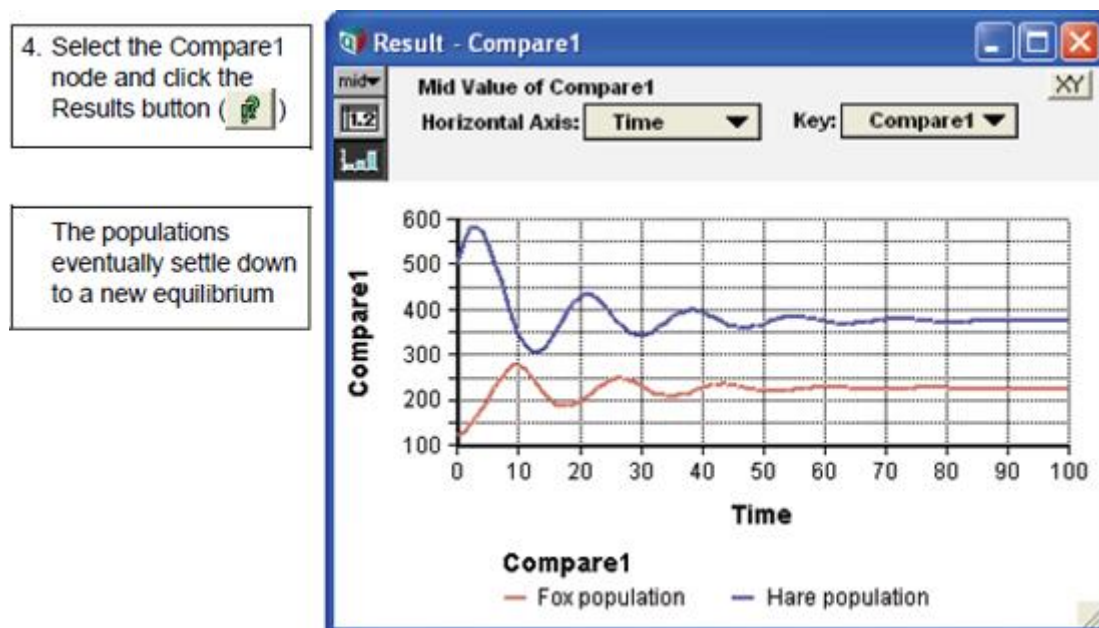 4. Select the Compare1
node and click the
Results button ( )
The populations
eventually settle down
to a new equilibrium
Result - Compare1
mid
1.2
Mid Value of Compare1
XY
Horizontal Axis: Time Key: Compare1
600
500
400
300
200
100
Compare1
0 10 20 30 40 50 60 70 80 90 100
Time
Compare1
Fox population Hare population